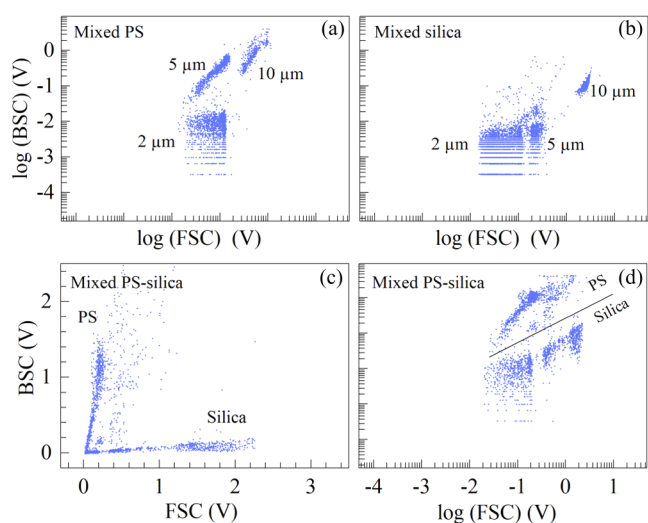 Mixed PS
(a)
5 µm
10 µm
2 µm
0
-1
-2
-3
-4
log (BSC) (V)
log (FSC) (V)
Mixed silica
(b)
10 µm
2 µm
5 µm
log (FSC) (V)
Mixed PS-silica
(c)
PS
Silica
2
1
0
BSC (V)
0 1 2 3
FSC (V)
Mixed PS-silica
(d)
PS
Silica
-4 -3 -2 -1 0 1
log (FSC) (V)